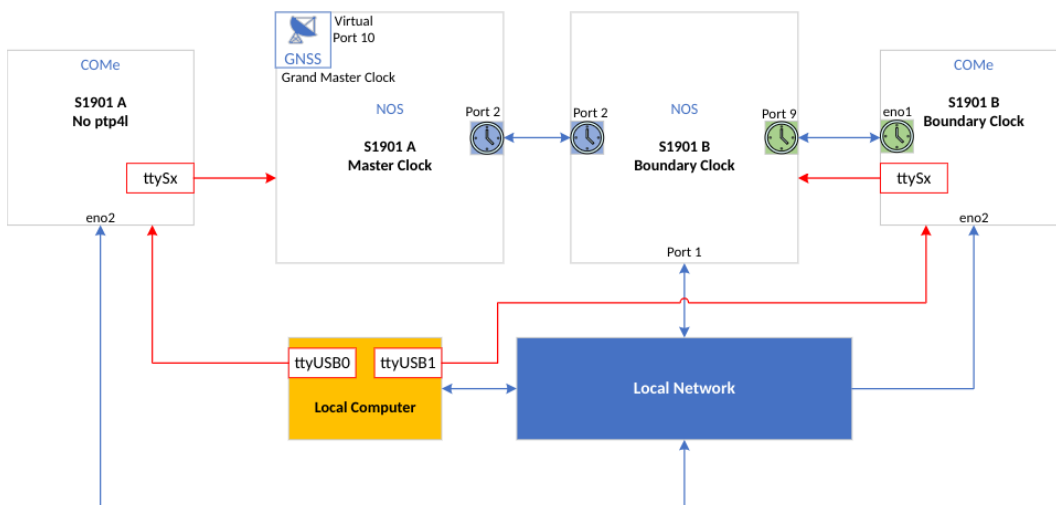 COMe
S1901 A
No ptp4l
ttySx
eno2
Virtual
Port 10
GNSS
Grand Master Clock
NOS
S1901 A
Master Clock
Port 2
Port 2
NOS
S1901 B
Boundary Clock
Port 9
Port 1
COMe
eno1
S1901 B
Boundary Clock
ttySx
eno2
ttyUSB0
ttyUSB1
Local Computer
Local Network